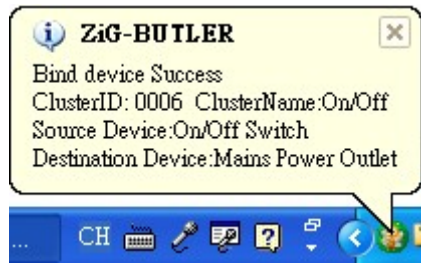 ZiG-BUTLER
Bind device Success
ClusterID: 0006 ClusterName:On/Off
Source Device:On/Off Switch
Destination Device:Mains Power Outlet
... CH